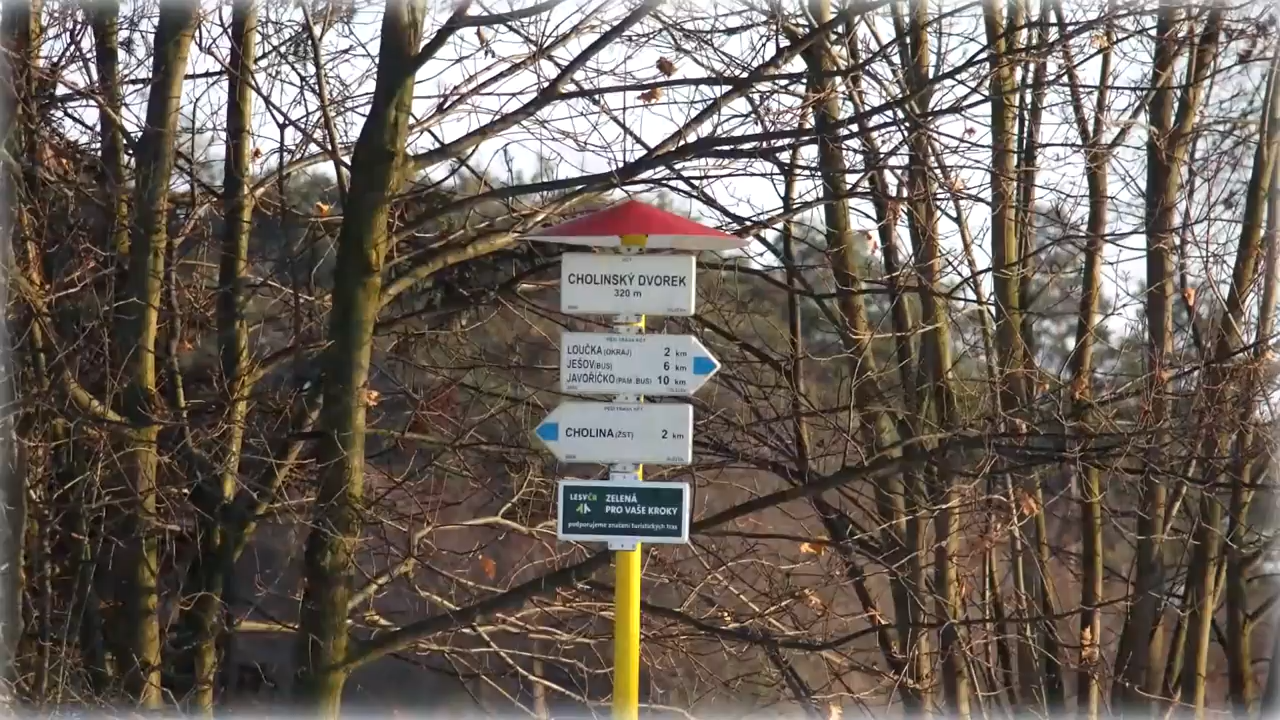 CHOLINSKÝ DVOREK
320 m
LOUČKA (OKRAJ) 2 km
JEŠOV (BUS) 6 km
JAVOŘÍČKO (PAM. BUS) 10 km
CHOLINA (ŽST) 2 km
LESY ČR
ZELENÁ
PRO VAŠE KROKY
podporujeme značení turistických tras